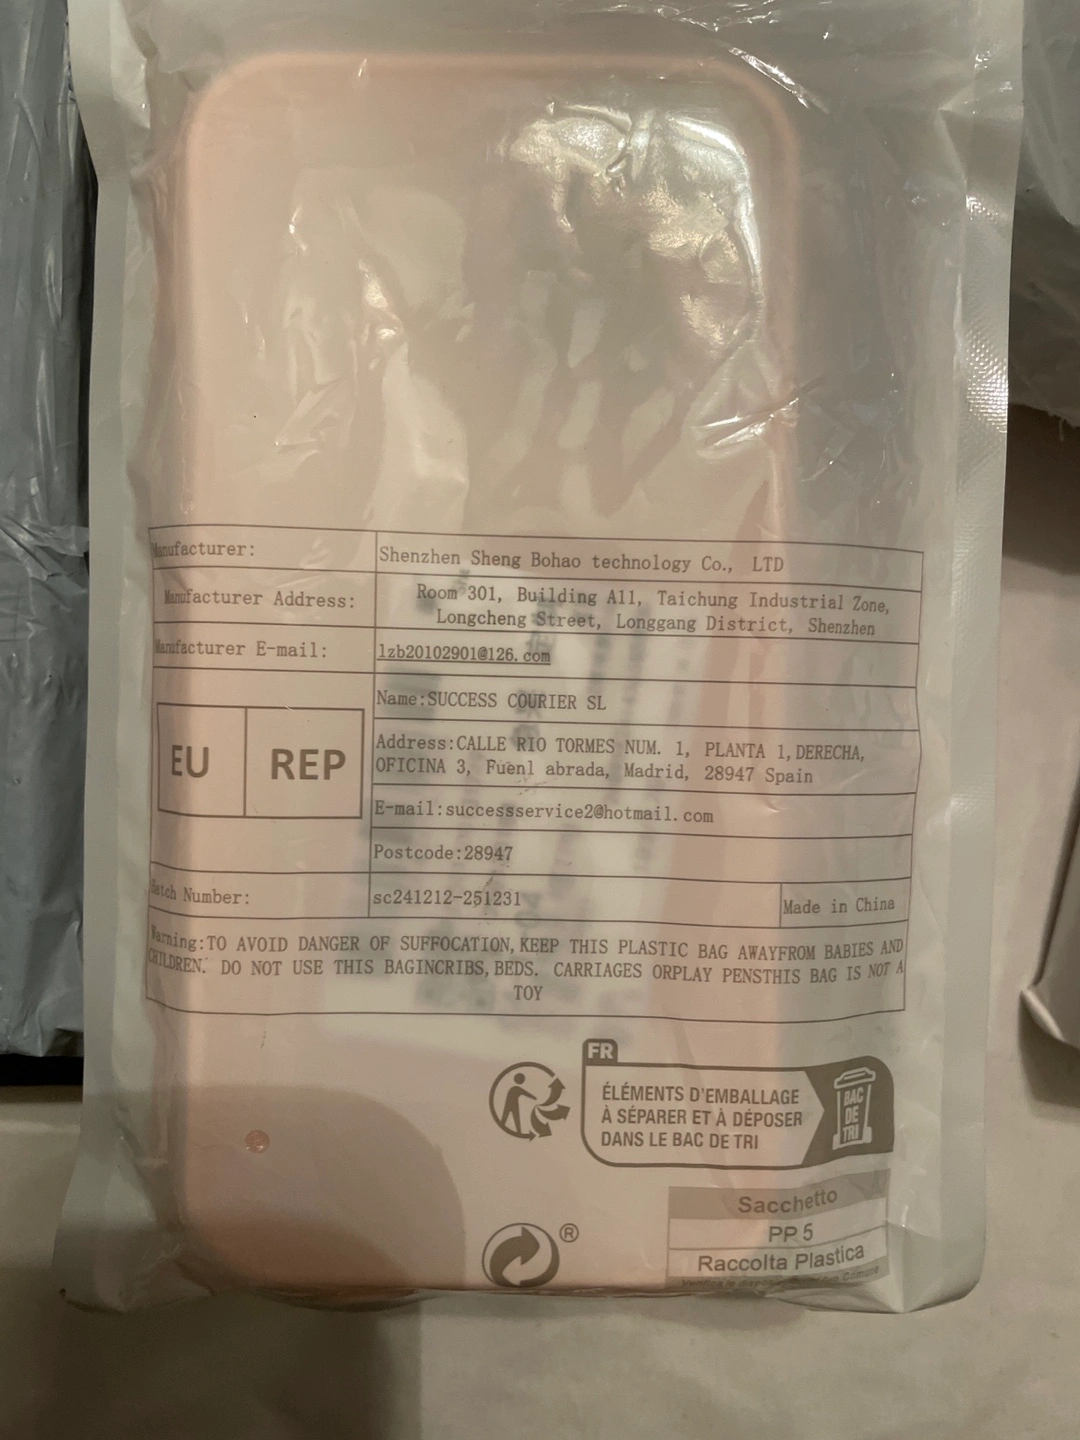 Manufacturer:
Shenzhen Sheng Bohao technology Co., LTD
Manufacturer Address:
Room 301, Building A11, Taichung Industrial Zone,
Longcheng Street, Longgang District, Shenzhen
Manufacturer E-mail:
lzb20102901@126.com
EU REP
Name:SUCCESS COURIER SL
Address:CALLE RIO TORMES NUM. 1, PLANTA 1, DERECHA,
OFICINA 3, Fuenl abrada, Madrid, 28947 Spain
E-mail:successservice2@hotmail.com
Postcode:28947
Batch Number:
sc241212-251231
Made in China
Warning:TO AVOID DANGER OF SUFFOCATION, KEEP THIS PLASTIC BAG AWAYFROM BABIES AND
CHILDREN. DO NOT USE THIS BAGINCRIBS, BEDS. CARRIAGES ORPLAY PENSTHIS BAG IS NOT A
TOY
FR
ÉLÉMENTS D'EMBALLAGE
À SÉPARER ET À DÉPOSER
DANS LE BAC DE TRI
BAC
DE
TRI
®
Sacchetto
PP 5
Raccolta Plastica
Verifica le Comune